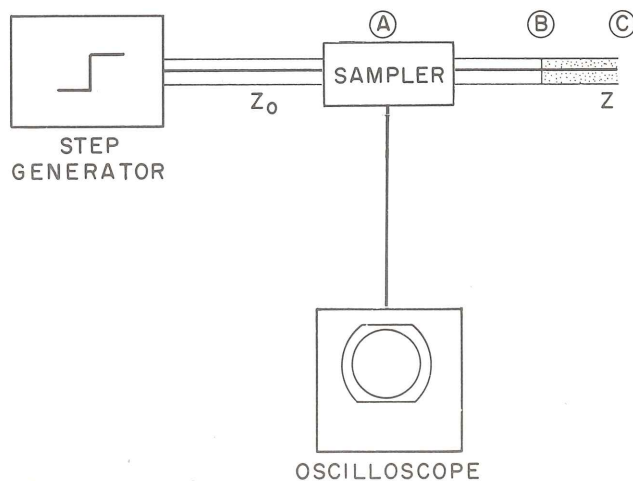 A
B
C
SAMPLER
Z₀
Z
STEP
GENERATOR
OSCILLOSCOPE